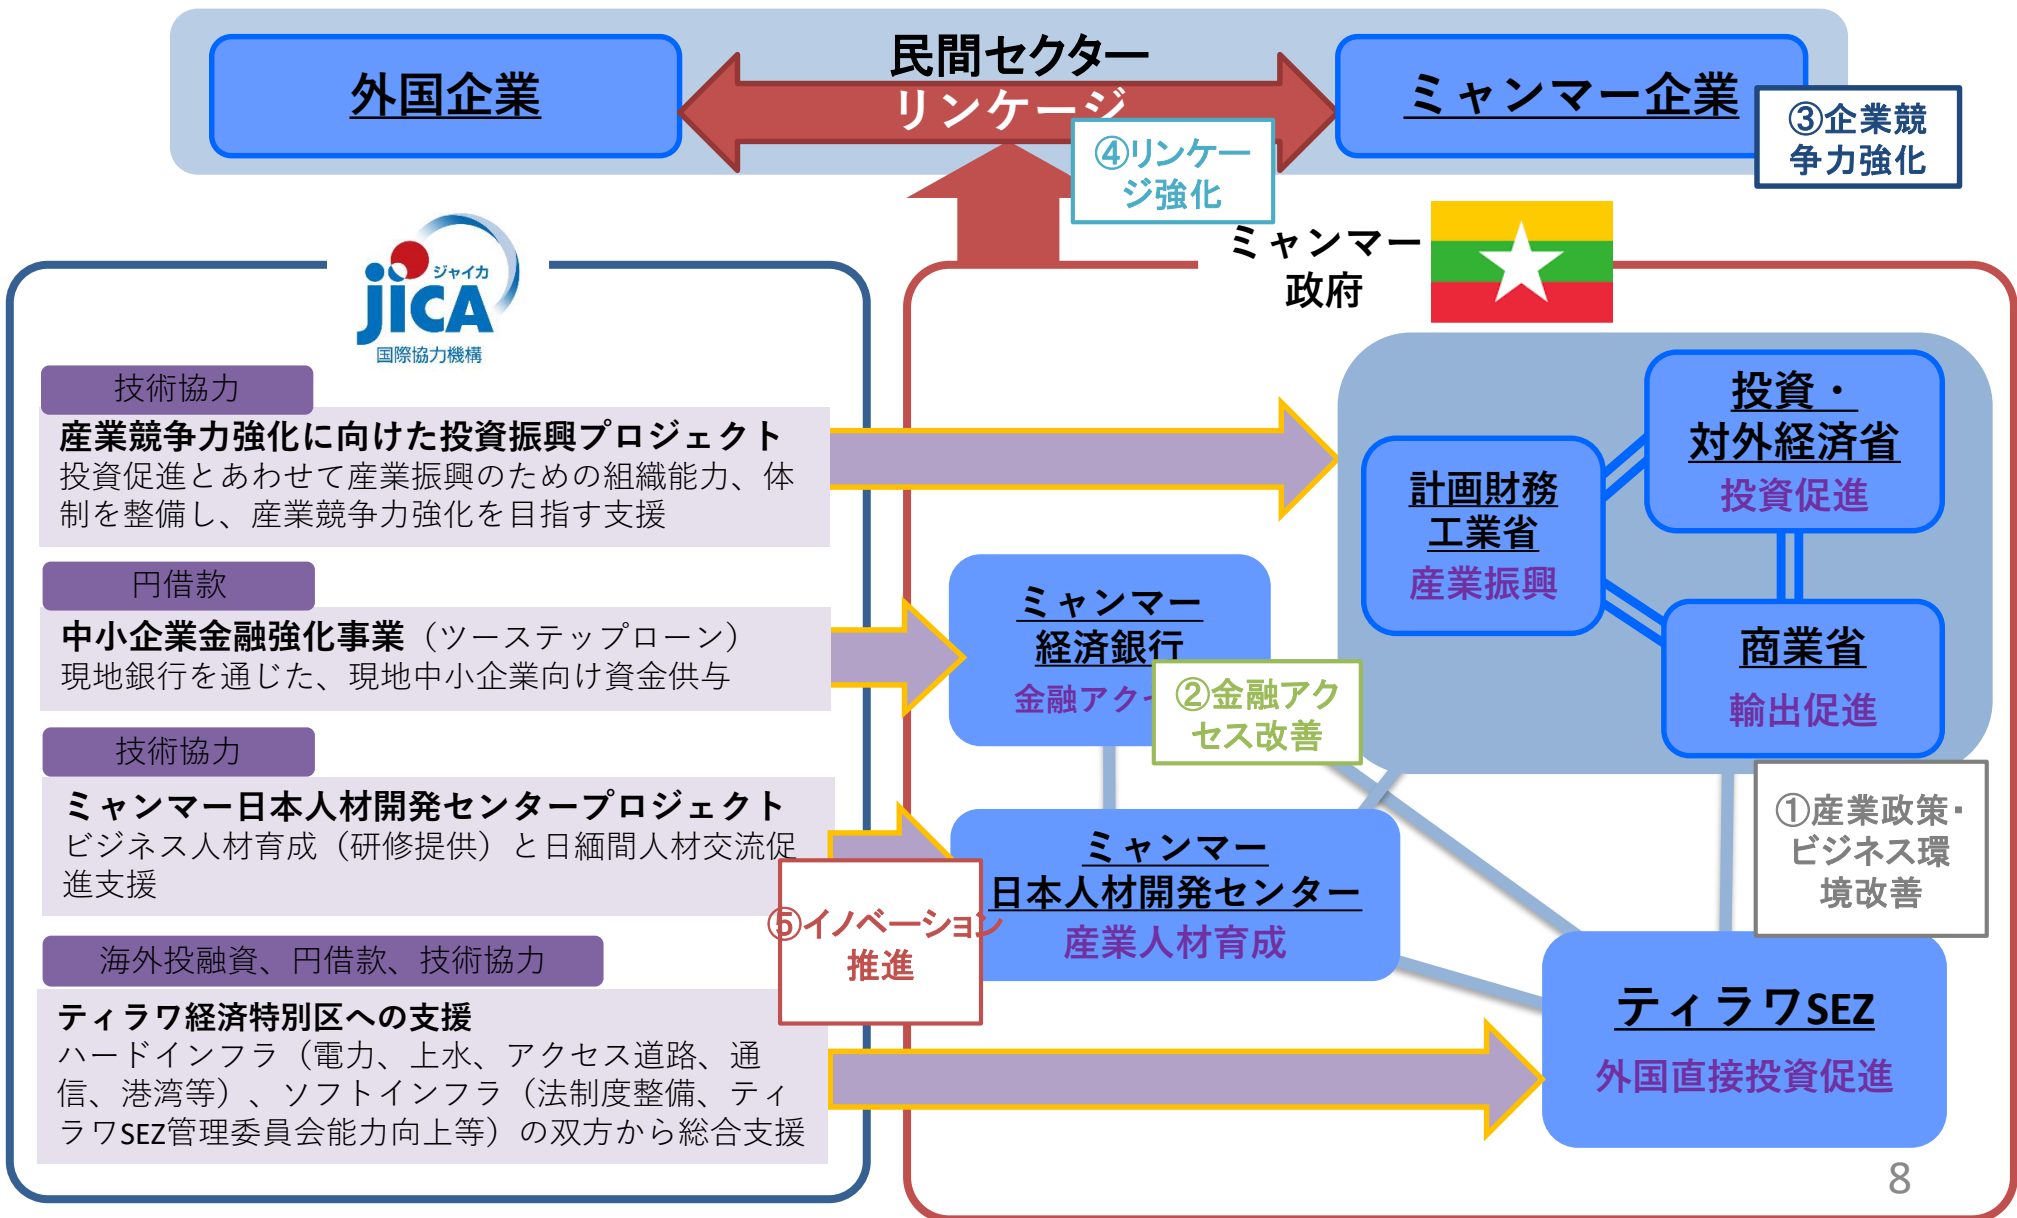 民間セクター
外国企業
リンケージ
ミャンマー企業
③企業競
争力強化
④リンケー
ジ強化
ミャンマー
政府
ジャイカ
JICA
国際協力機構
技術協力
産業競争力強化に向けた投資振興プロジェクト
投資促進とあわせて産業振興のための組織能力、体
制を整備し、産業競争力強化を目指す支援
円借款
中小企業金融強化事業（ツーステップローン）
現地銀行を通じた、現地中小企業向け資金供与
技術協力
ミャンマー日本人材開発センタープロジェクト
ビジネス人材育成（研修提供）と日緬間人材交流促
進支援
海外投融資、円借款、技術協力
ティラワ経済特別区への支援
ハードインフラ（電力、上水、アクセス道路、通
信、港湾等）、ソフトインフラ（法制度整備、ティ
ラワSEZ管理委員会能力向上等）の双方から総合支援
投資・
対外経済省
投資促進
計画財務
工業省
産業振興
商業省
輸出促進
ミャンマー
経済銀行
金融アク
②金融アク
セス改善
①産業政策・
ビジネス環
境改善
ミャンマー
日本人材開発センター
産業人材育成
⑤イノベーション
推進
ティラワSEZ
外国直接投資促進
8